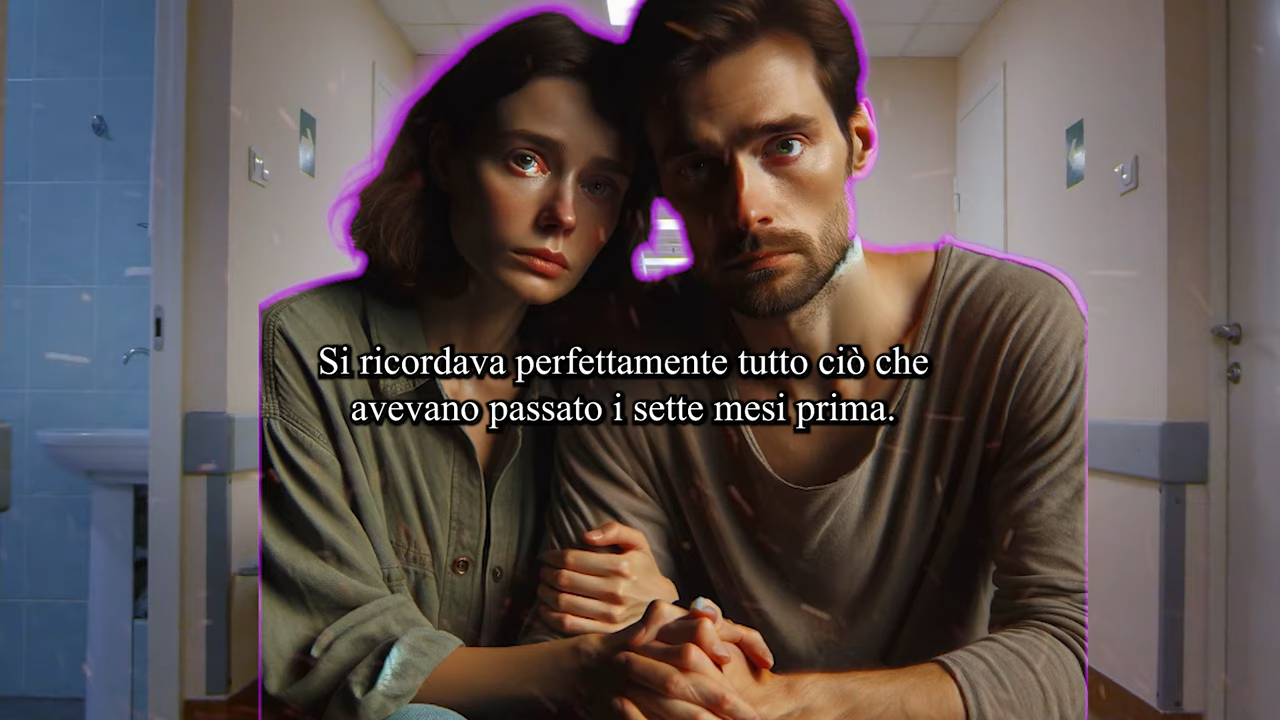 Si ricordava perfettamente tutto ciò che
avevano passato i sette mesi prima.